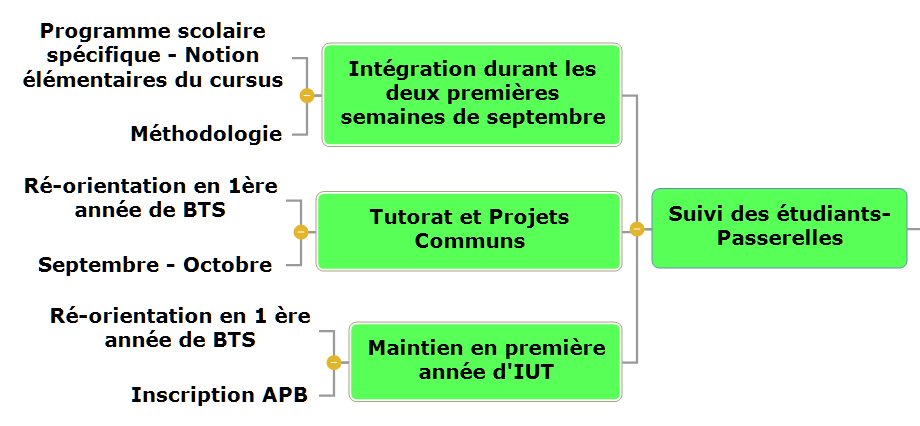 Programme scolaire
spécifique - Notion
élémentaires du cursus
Méthodologie
Intégration durant les
deux premières
semaines de septembre
Ré-orientation en 1ère
année de BTS
Septembre - Octobre
Tutorat et Projets
Communs
Suivi des étudiants-
Passerelles
Ré-orientation en 1 ère
année de BTS
Inscription APB
Maintien en première
année d'IUT